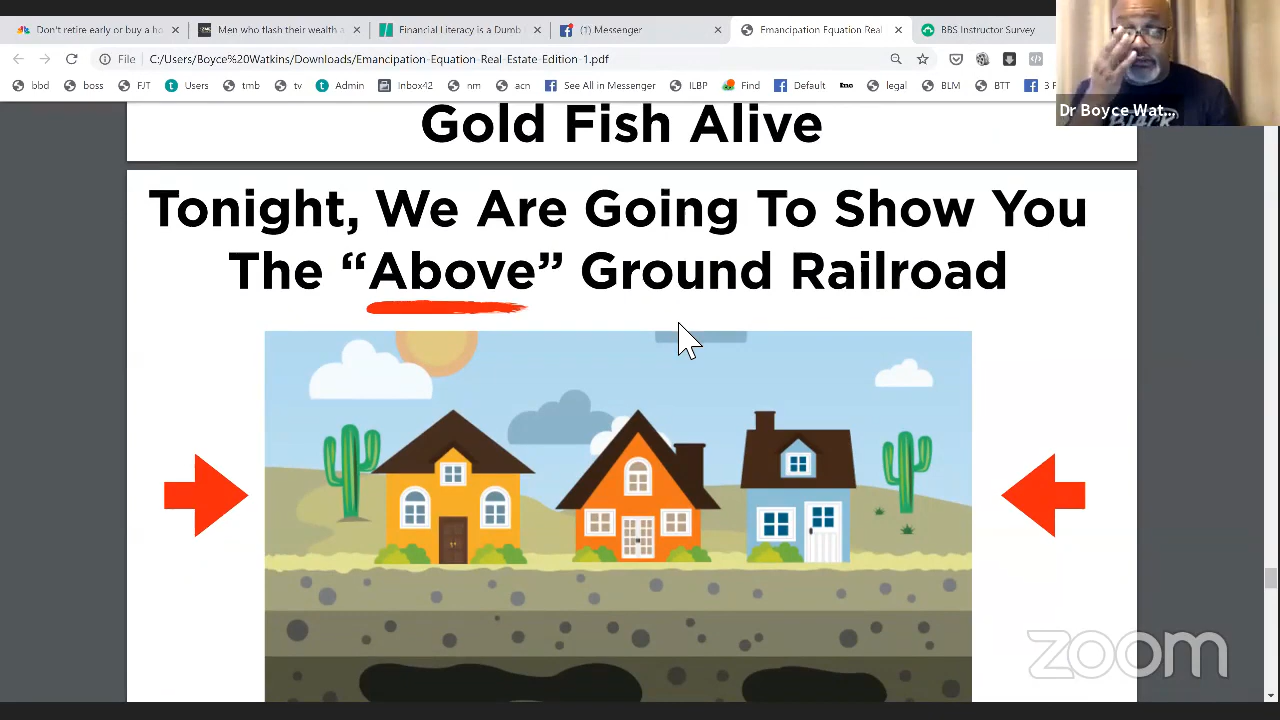 Don't retire early or buy a ho
Men who flash their wealth a
Financial literacy is a Dumb
(1) Messenger
Emancipation Equation Real
BBS Instructor Survey
File
C:/Users/Boyce%20Watkins/
/Emancipation-Equation-Real-Estate-Edition-1.pdf
bbd
boss
FJT
Users
tmb
Admin
Inbox42
nm
acn
See All in Messenger
ILBP
Find
Default
legal
BLM
BTT
3 P
Dr Boyce Wat...
BLACK
Gold Fish Alive
Tonight, We Are Going To Show You
The “Above” Ground Railroad
zoom